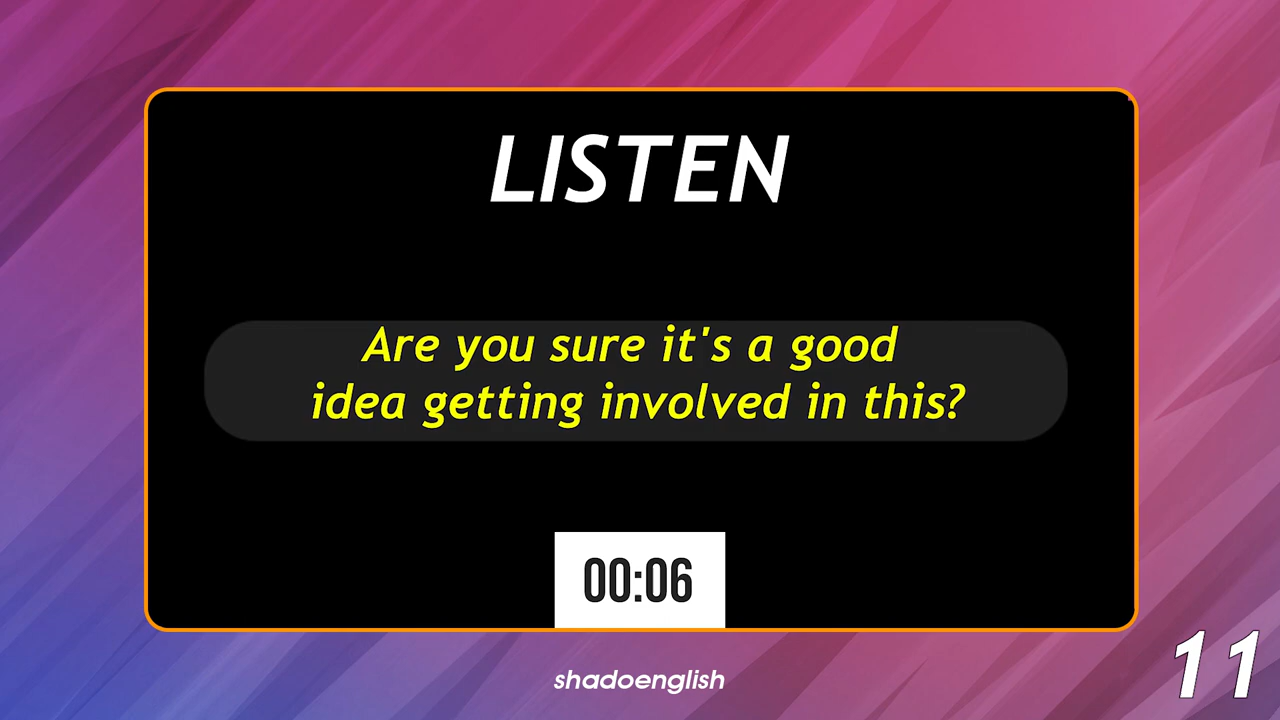 LISTEN
Are you sure it's a good
idea getting involved in this?
00:06
shadoenglish
11